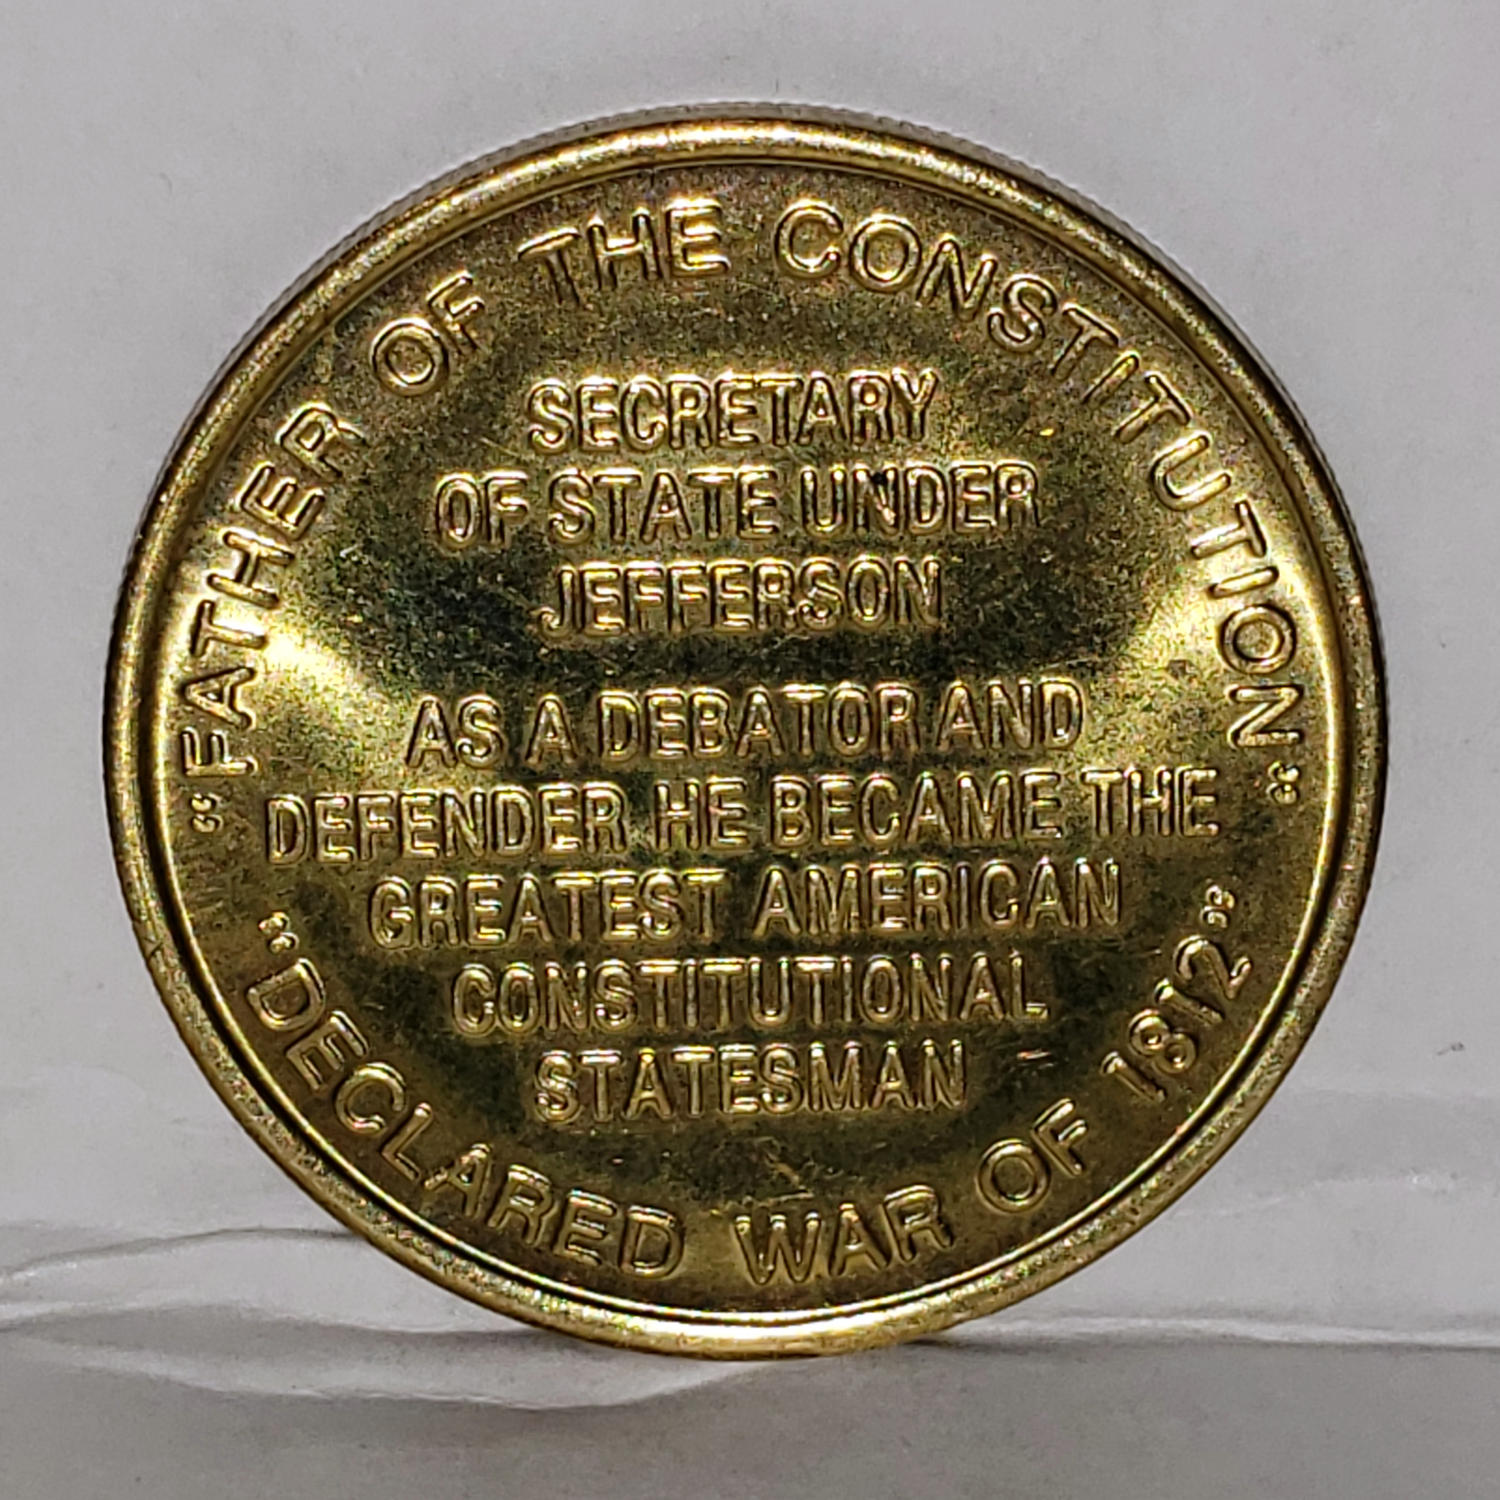 “FATHER OF THE CONSTITUTION”
SECRETARY
OF STATE UNDER
JEFFERSON
AS A DEBATOR AND
DEFENDER HE BECAME THE
GREATEST AMERICAN
CONSTITUTIONAL
STATESMAN
“DECLARED WAR OF 1812”